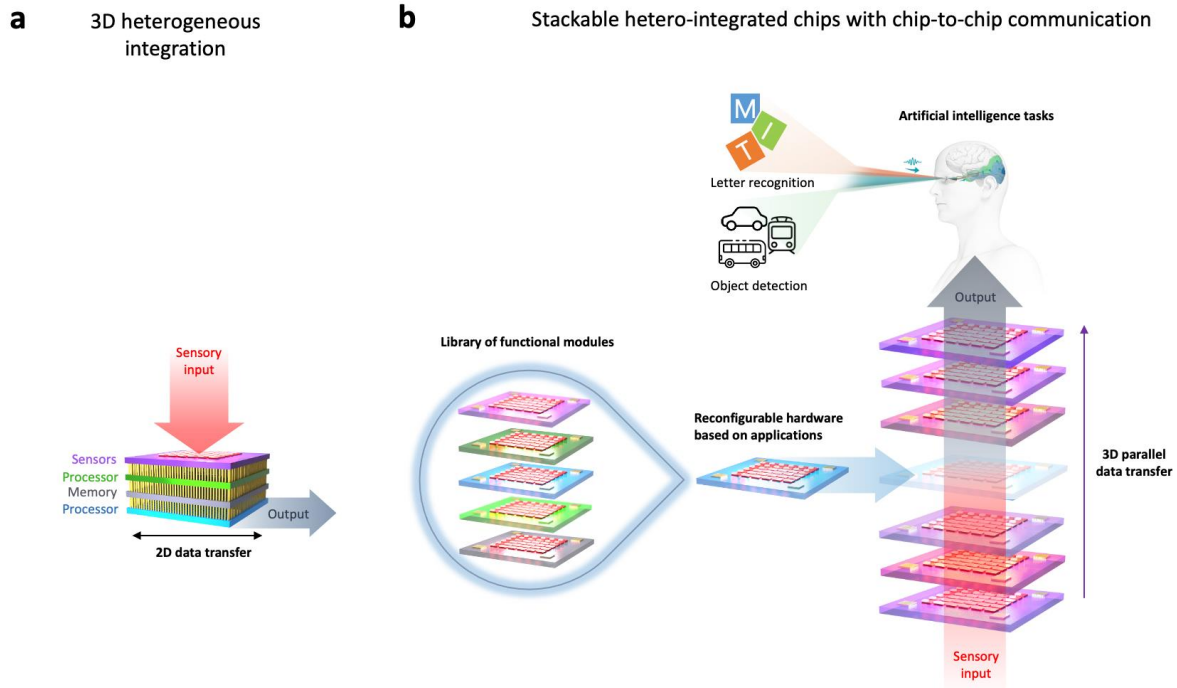 a
3D heterogeneous
integration
b
Stackable hetero-integrated chips with chip-to-chip communication
Sensory
input
Sensors
Processor
Memory
Processor
Output
2D data transfer
Library of functional modules
Reconfigurable hardware
based on applications
M
I
T
Letter recognition
Object detection
Artificial intelligence tasks
Output
3D parallel
data transfer
Sensory
input